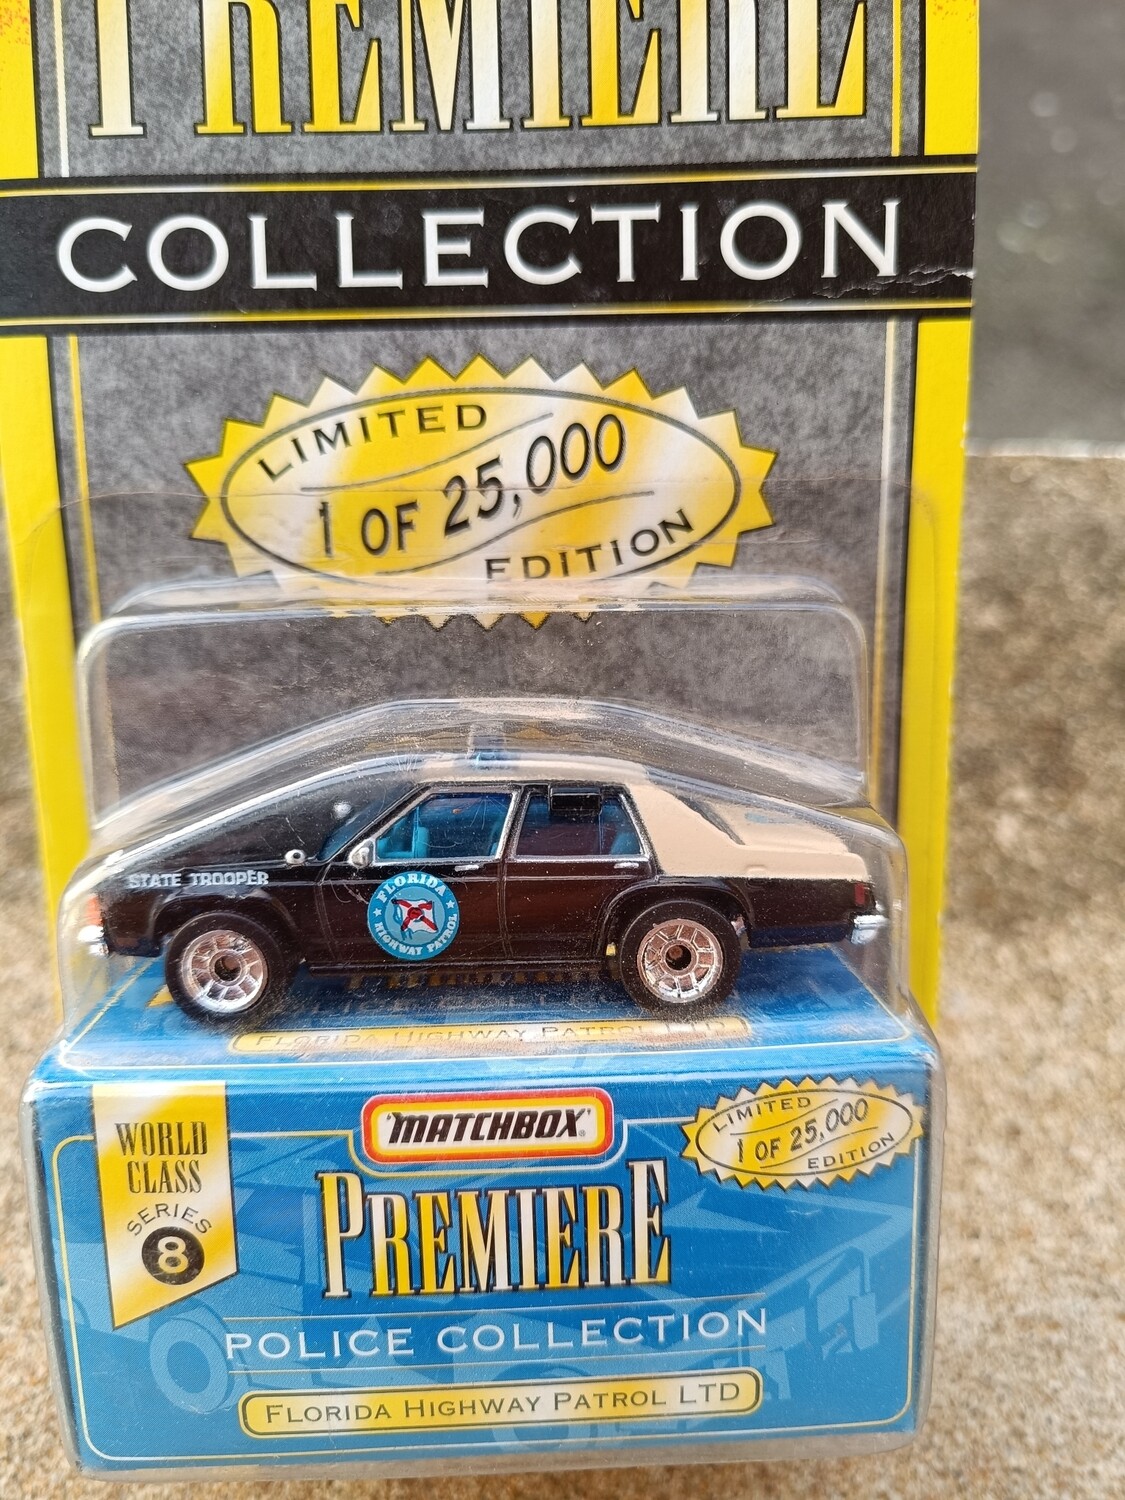 PREMIERE
COLLECTION
LIMITED
1 OF 25,000
EDITION
STATE TROOPER
FLORIDA
HIGHWAY PATROL
FLORIDA HIGHWAY PATROL LTD
WORLD
CLASS
SERIES
8
"MATCHBOX"
LIMITED
1 OF 25,000
EDITION
PREMIERE
POLICE COLLECTION
FLORIDA HIGHWAY PATROL LTD